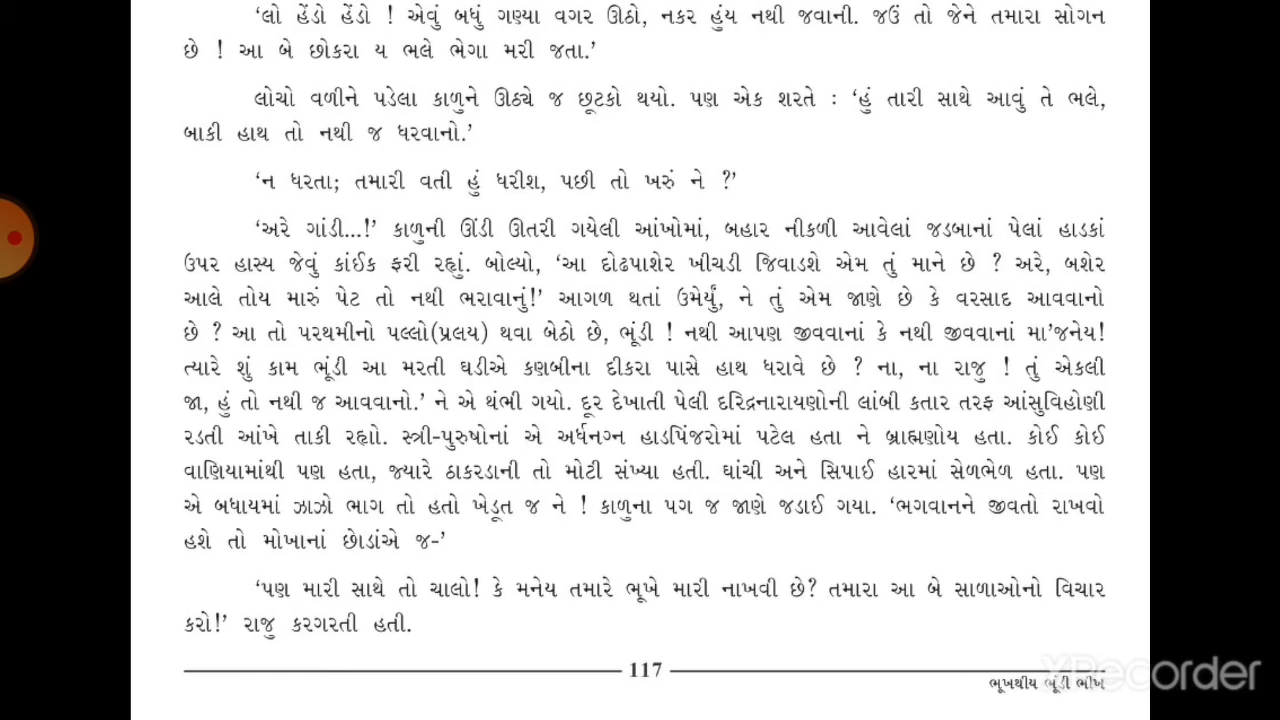 ‘લો હેંડો હેંડો ! એવું બધું ગણ્યા વગર ઊઠો, નકર હુંય નથી જવાની. જઉં તો જેને તમારા સોગન
છે ! આ બે છોકરા ય ભલે ભેગા મરી જતા.’
લોચો વળીને પડેલા કાળુને ઊઠ્યે જ છૂટકો થયો. પણ એક શરતે : ‘હું તારી સાથે આવું તે ભલે,
બાકી હાથ તો નથી જ ધરવાનો.’
‘ન ધરતા; તમારી વતી હું ધરીશ, પછી તો ખરું ને ?’
‘અરે ગાંડી...!’ કાળુની ઊંડી ઊતરી ગયેલી આંખોમાં, બહાર નીકળી આવેલાં જડબાનાં પેલાં હાડકાં
ઉપર હાસ્ય જેવું કાંઈક ફરી રહ્યું. બોલ્યો, ‘આ દોઢપાશેર ખીચડી જિવાડશે એમ તું માને છે ? અરે, બશેર
આલે તોય મારું પેટ તો નથી ભરાવાનું!’ આગળ થતાં ઉમેર્યું, ને તું એમ જાણે છે કે વરસાદ આવવાનો
છે ? આ તો પરથમીનો પલ્લો(પ્રલય) થવા બેઠો છે, ભૂંડી ! નથી આપણ જીવવાનાં કે નથી જીવવાનાં મા’જનેય!
ત્યારે શું કામ ભૂંડી આ મરતી ઘડીએ કણબીના દીકરા પાસે હાથ ધરાવે છે ? ના, ના રાજુ ! તું એકલી
જા, હું તો નથી જ આવવાનો.’ ને એ થંભી ગયો. દૂર દેખાતી પેલી દરિદ્રનારાયણોની લાંબી કતાર તરફ આંસુવિહોણી
રડતી આંખે તાકી રહ્યો. સ્ત્રી-પુરુષોનાં એ અર્ધનગ્ન હાડપિંજરોમાં પટેલ હતા ને બ્રાહ્મણોય હતા. કોઈ કોઈ
વાણિયામાંથી પણ હતા, જ્યારે ઠાકરડાની તો મોટી સંખ્યા હતી. ઘાંચી અને સિપાઈ હારમાં સેળભેળ હતા. પણ
એ બધાયમાં ઝાઝો ભાગ તો હતો ખેડૂત જ ને ! કાળુના પગ જ જાણે જડાઈ ગયા. ‘ભગવાનને જીવતો રાખવો
હશે તો મોખાનાં છોડાંએ જ-’
‘પણ મારી સાથે તો ચાલો! કે મનેય તમારે ભૂખે મારી નાખવી છે? તમારા આ બે સાળાઓનો વિચાર
કરો!’ રાજુ કરગરતી હતી.
117
ભૂખથીય ભૂંડી ભીખ
XRecorder